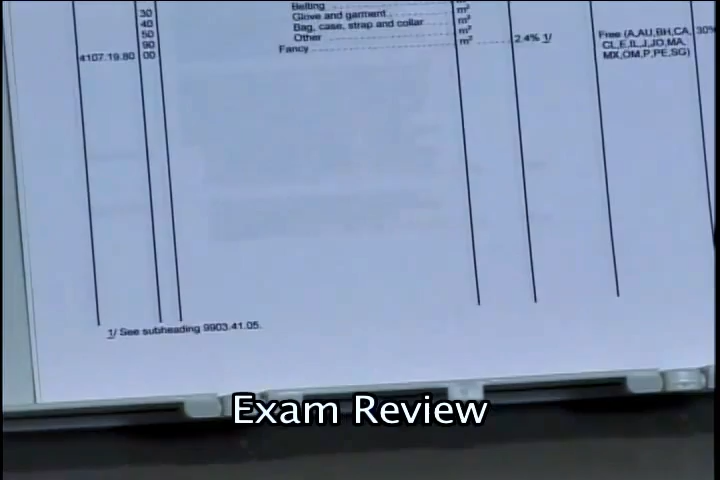 Belting m²
30 Glove and garment m²
40 Bag, case, strap and collar m²
50 Other m²
90 Fancy m² 2.4% 1/ Free (A,AU,BH,CA, 30%
4107.19.80 00 CL,E,IL,J,JO,MA,
MX,OM,P,PE,SG)
1/ See subheading 9903.41.05.
Exam Review